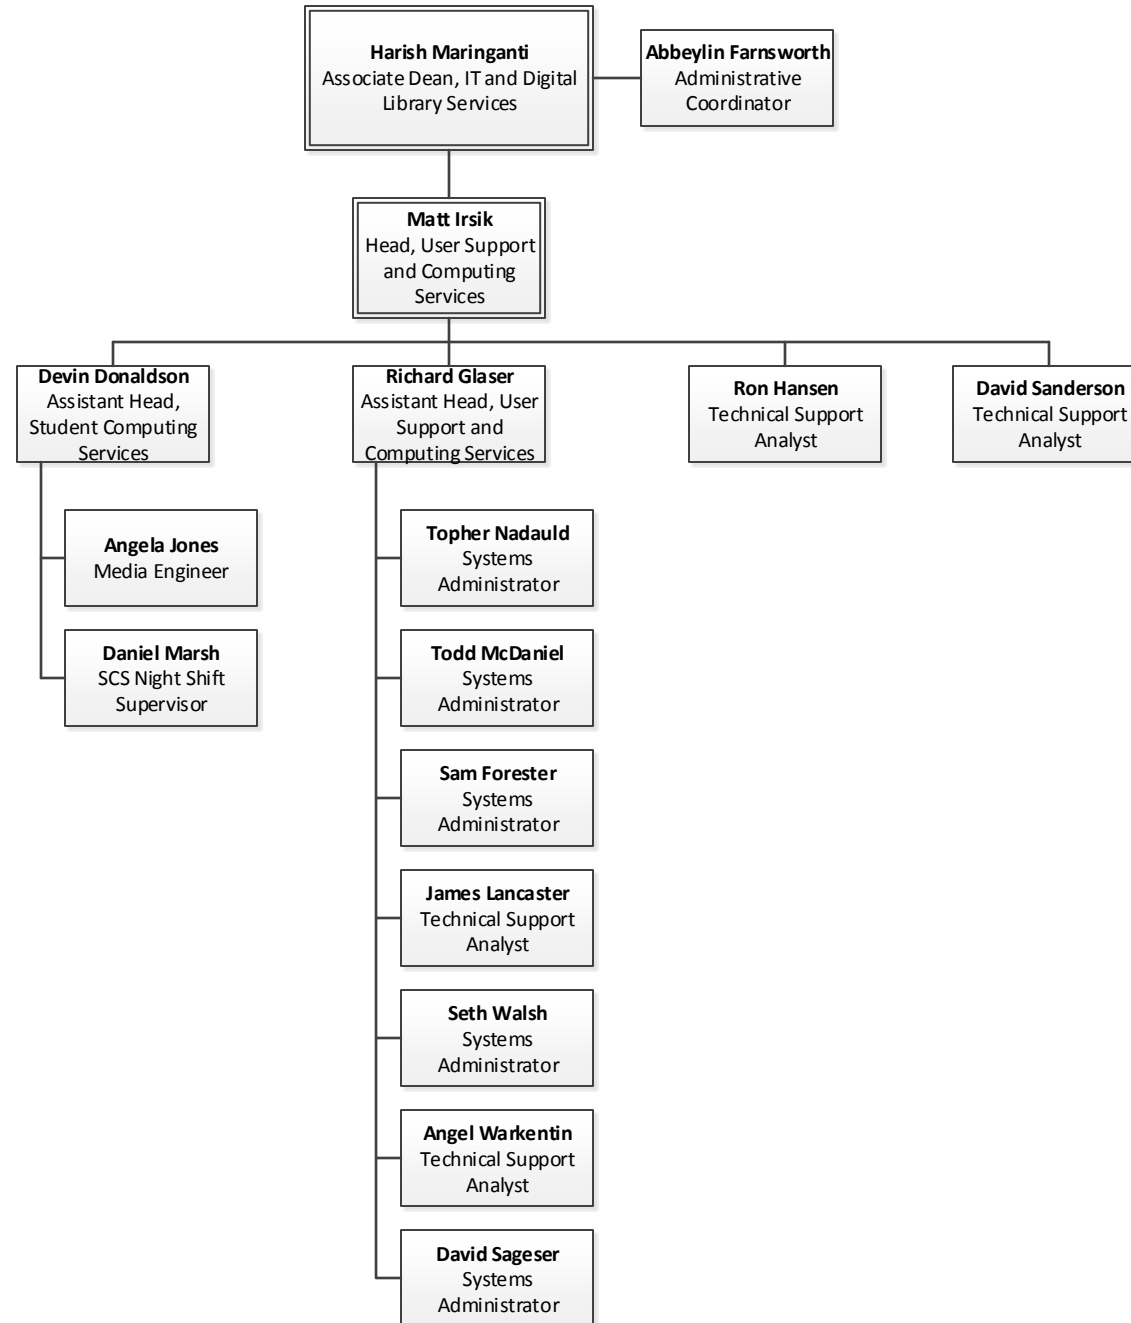 Harish Maringanti
Associate Dean, IT and Digital
Library Services
Abbeylin Farnsworth
Administrative
Coordinator
Matt Irsik
Head, User Support
and Computing
Services
Devin Donaldson
Assistant Head,
Student Computing
Services
Richard Glaser
Assistant Head, User
Support and
Computing Services
Ron Hansen
Technical Support
Analyst
David Sanderson
Technical Support
Analyst
Angela Jones
Media Engineer
Daniel Marsh
SCS Night Shift
Supervisor
Topher Nadauld
Systems
Administrator
Todd McDaniel
Systems
Administrator
Sam Forester
Systems
Administrator
James Lancaster
Technical Support
Analyst
Seth Walsh
Systems
Administrator
Angel Warkentin
Technical Support
Analyst
David Sageser
Systems
Administrator